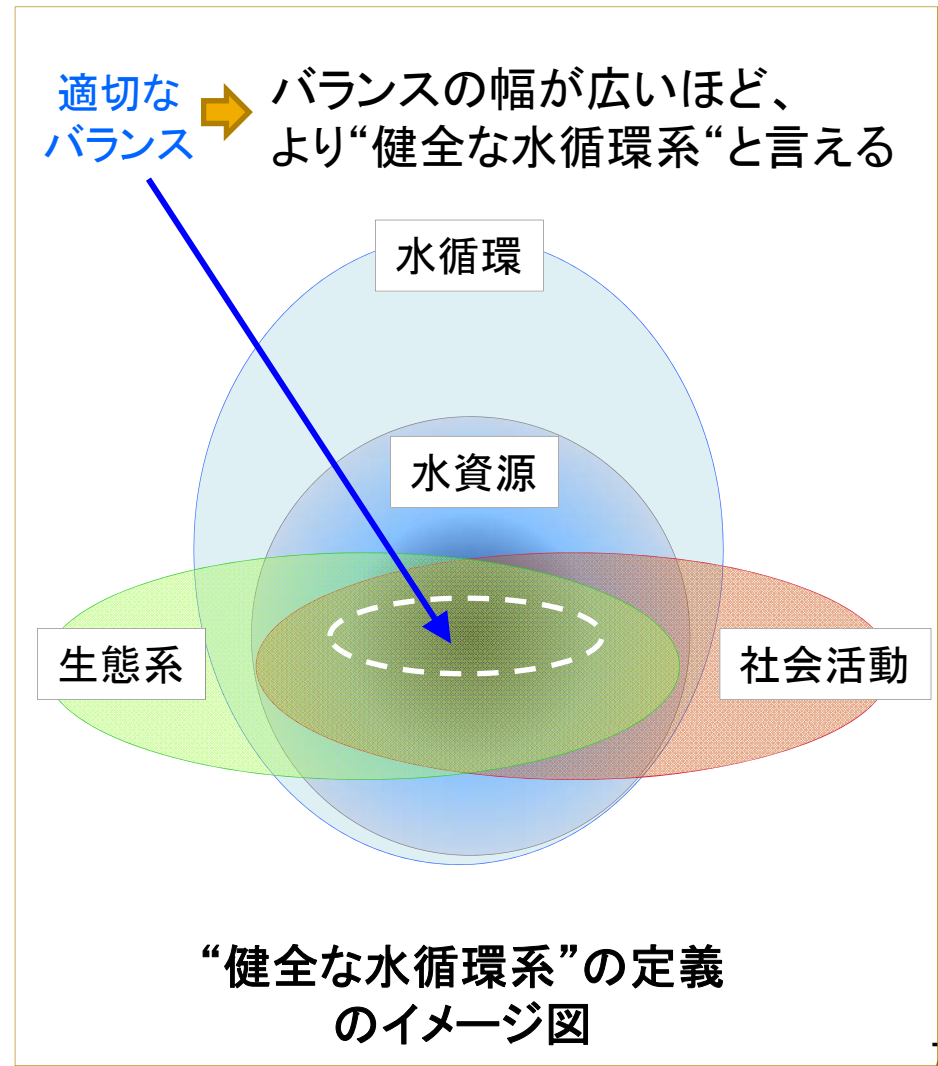 適切な
バランス
バランスの幅が広いほど、
より“健全な水循環系“と言える
水循環
水資源
生態系
社会活動
“健全な水循環系”の定義
のイメージ図